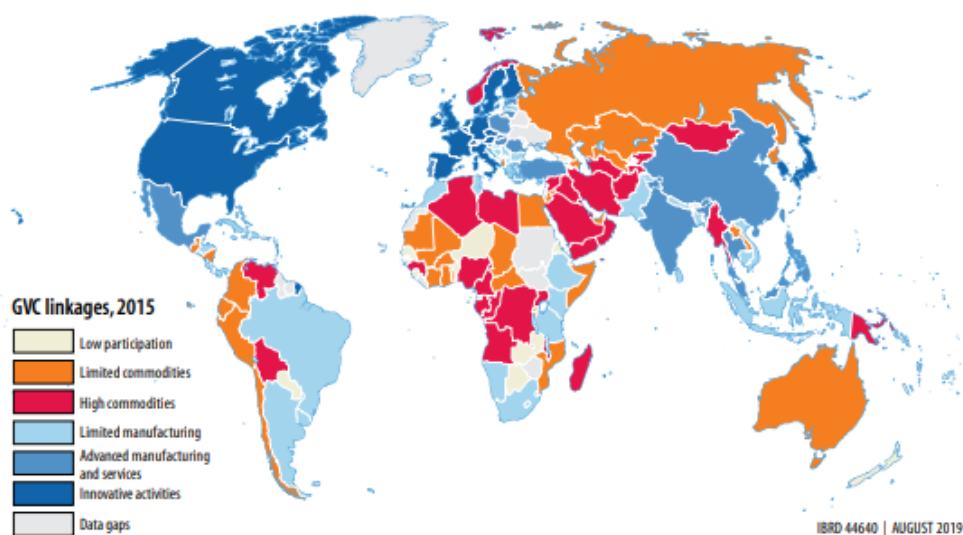 GVC linkages, 2015
Low participation
Limited commodities
High commodities
Limited manufacturing
Advanced manufacturing
and services
Innovative activities
Data gaps
IBRD 44640 | AUGUST 2019